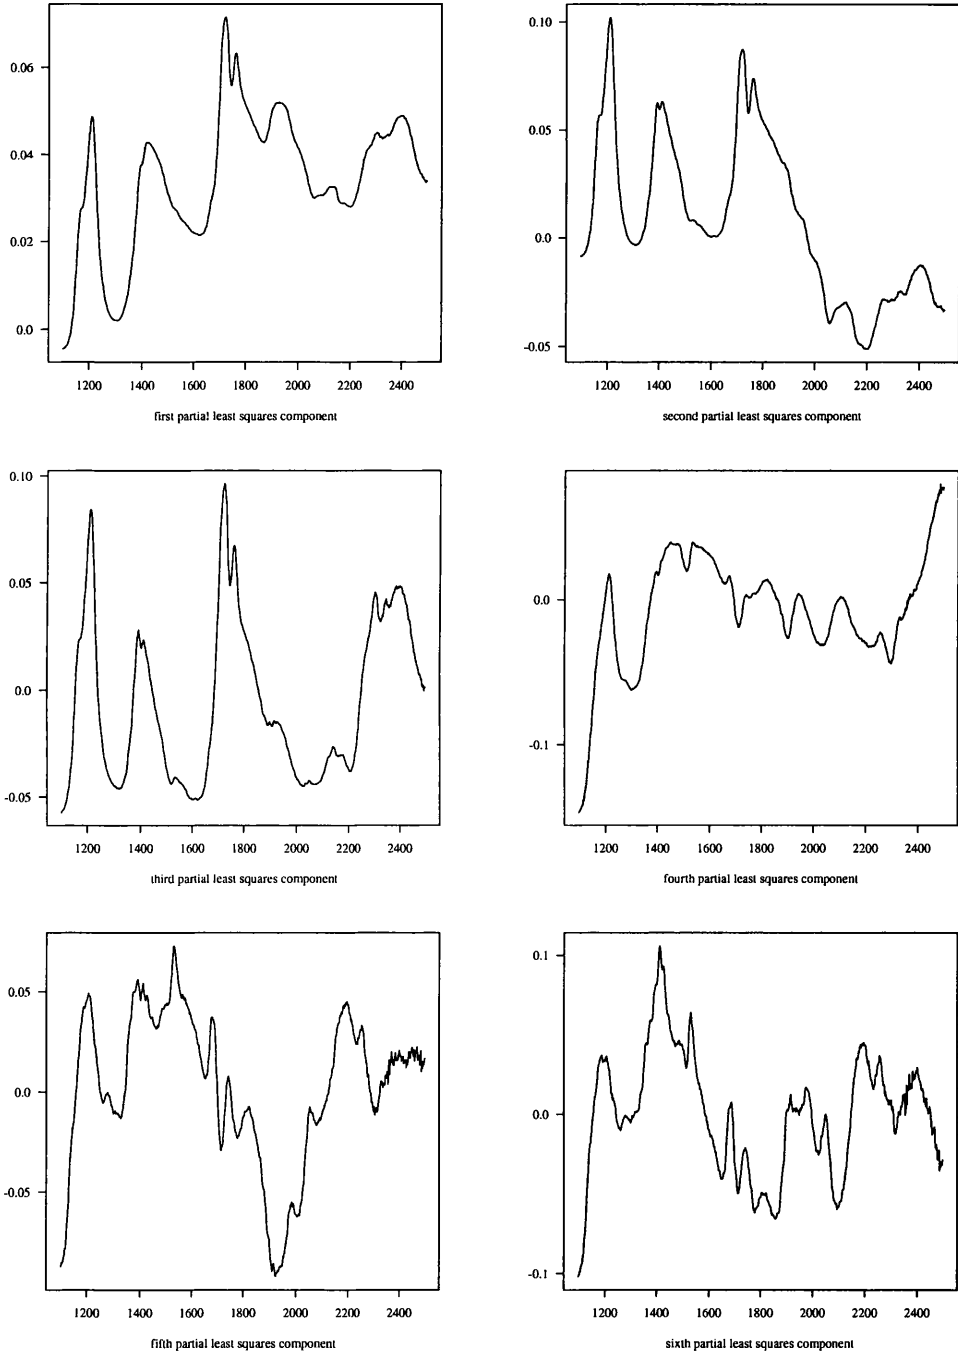 0.06
0.04
0.02
0.0
1200 1400 1600 1800 2000 2200 2400
first partial least squares component
0.10
0.05
0.0
-0.05
1200 1400 1600 1800 2000 2200 2400
second partial least squares component
0.10
0.05
0.0
-0.05
1200 1400 1600 1800 2000 2200 2400
third partial least squares component
0.0
-0.1
1200 1400 1600 1800 2000 2200 2400
fourth partial least squares component
0.05
0.0
-0.05
1200 1400 1600 1800 2000 2200 2400
fifth partial least squares component
0.1
0.0
-0.1
1200 1400 1600 1800 2000 2200 2400
sixth partial least squares component